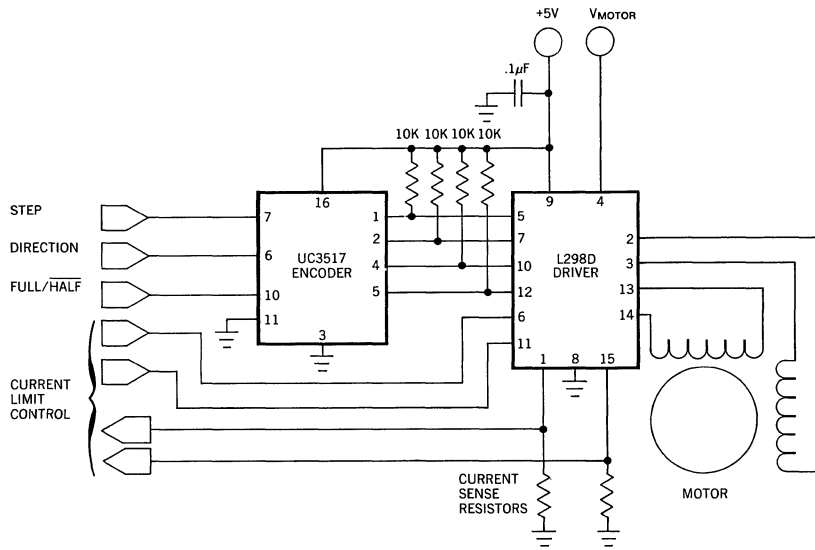 +5V
VMOTOR
.1µF
10K 10K 10K 10K
16
9
4
STEP
7
1
5
2
DIRECTION
6
2
7
3
UC3517
ENCODER
L298D
DRIVER
4
10
13
FULL/HALF
10
5
12
14
11
6
3
11
1
8
15
CURRENT
LIMIT
CONTROL
CURRENT
SENSE
RESISTORS
MOTOR